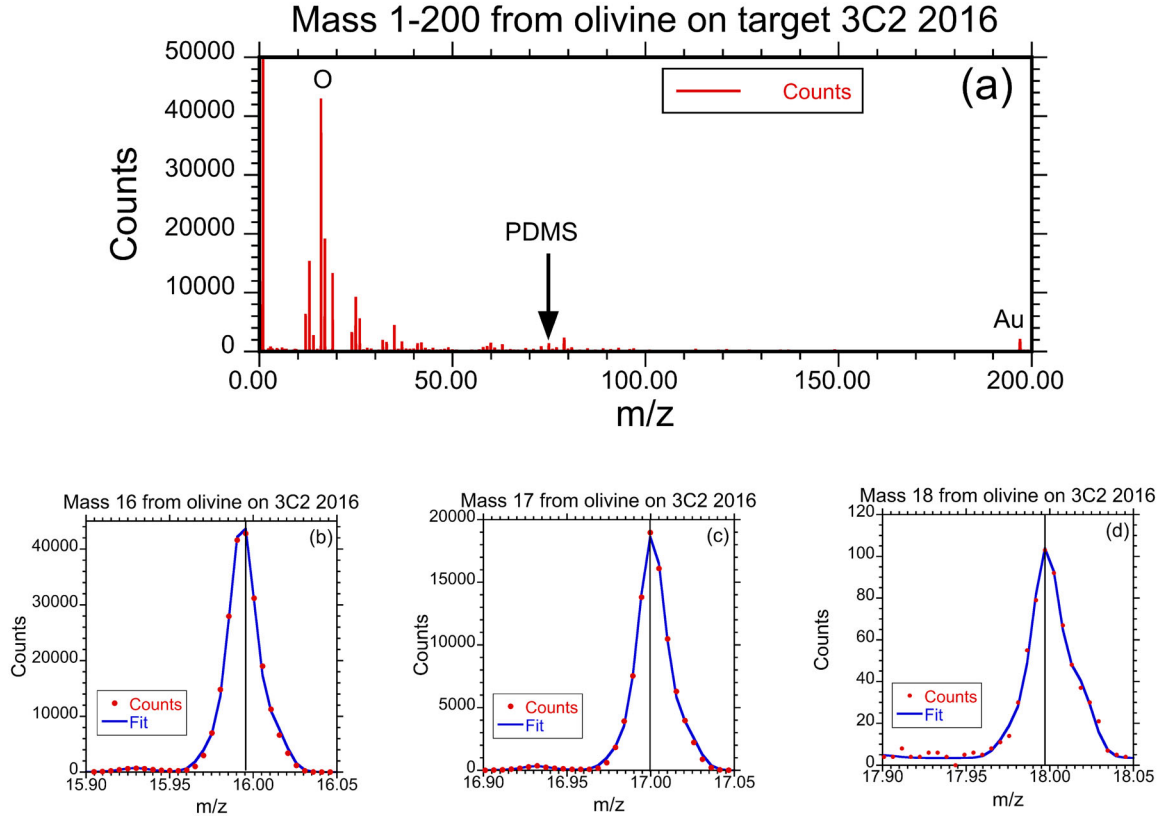 Mass 1-200 from olivine on target 3C2 2016
50000
40000
30000
20000
10000
0
Counts
O
Counts
(a)
PDMS
Au
0.00 50.00 100.00 150.00 200.00
m/z
Mass 16 from olivine on 3C2 2016
(b)
40000
30000
20000
10000
0
Counts
Counts
Fit
15.90 15.95 16.00 16.05
m/z
Mass 17 from olivine on 3C2 2016
(c)
20000
15000
10000
5000
0
Counts
Counts
Fit
16.90 16.95 17.00 17.05
m/z
Mass 18 from olivine on 3C2 2016
(d)
120
100
80
60
40
20
0
Counts
Counts
Fit
17.90 17.95 18.00 18.05
m/z